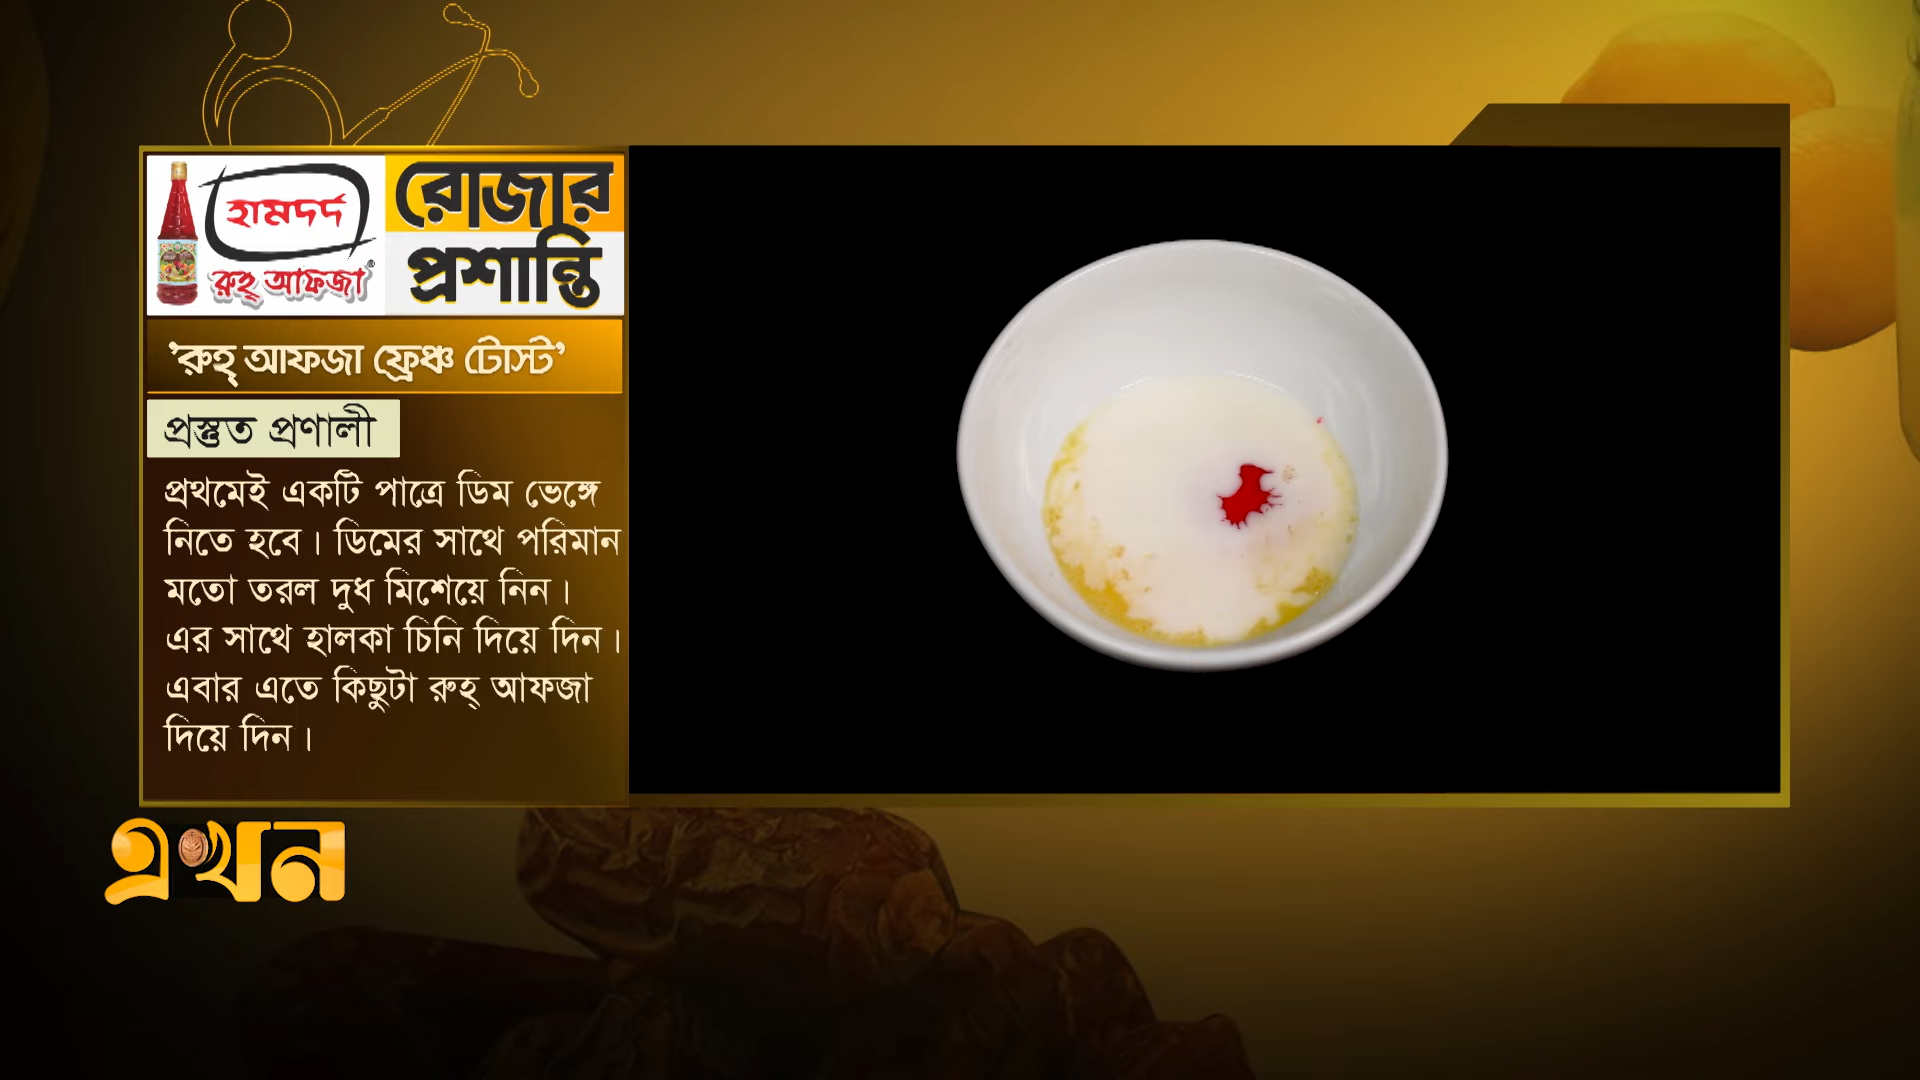 হামদর্দ
রুহ্ আফজা®
রোজার
প্রশান্তি
'রুহ্ আফজা ফ্রেঞ্চ টোস্ট'
প্রস্তুত প্রণালী
প্রথমেই একটি পাত্রে ডিম ভেঙ্গে
নিতে হবে। ডিমের সাথে পরিমান
মতো তরল দুধ মিশেয়ে নিন।
এর সাথে হালকা চিনি দিয়ে দিন।
এবার এতে কিছুটা রুহ্ আফজা
দিয়ে দিন।
এখন